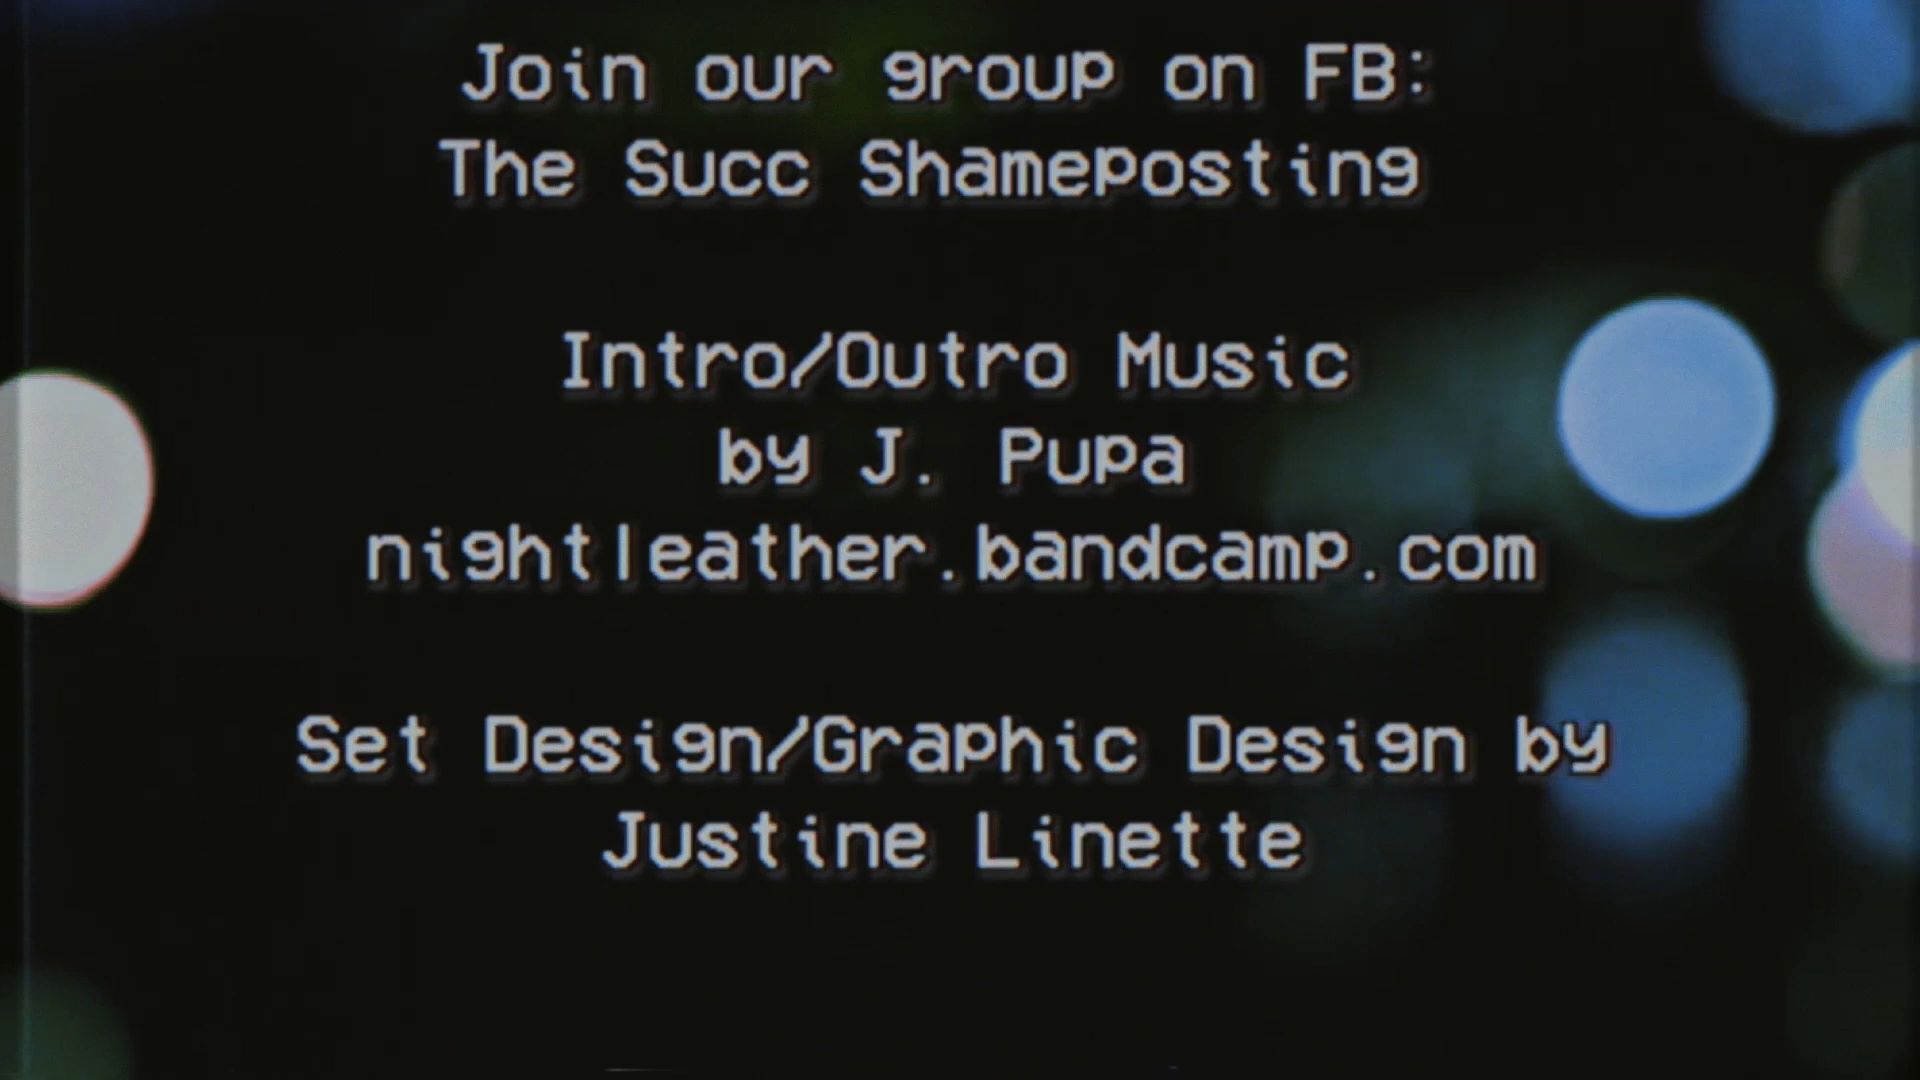 Join our group on FB:
The Succ Shameposting
Intro/Outro Music
by J. Pupa
nightleather.bandcamp.com
Set Design/Graphic Design by
Justine Linette